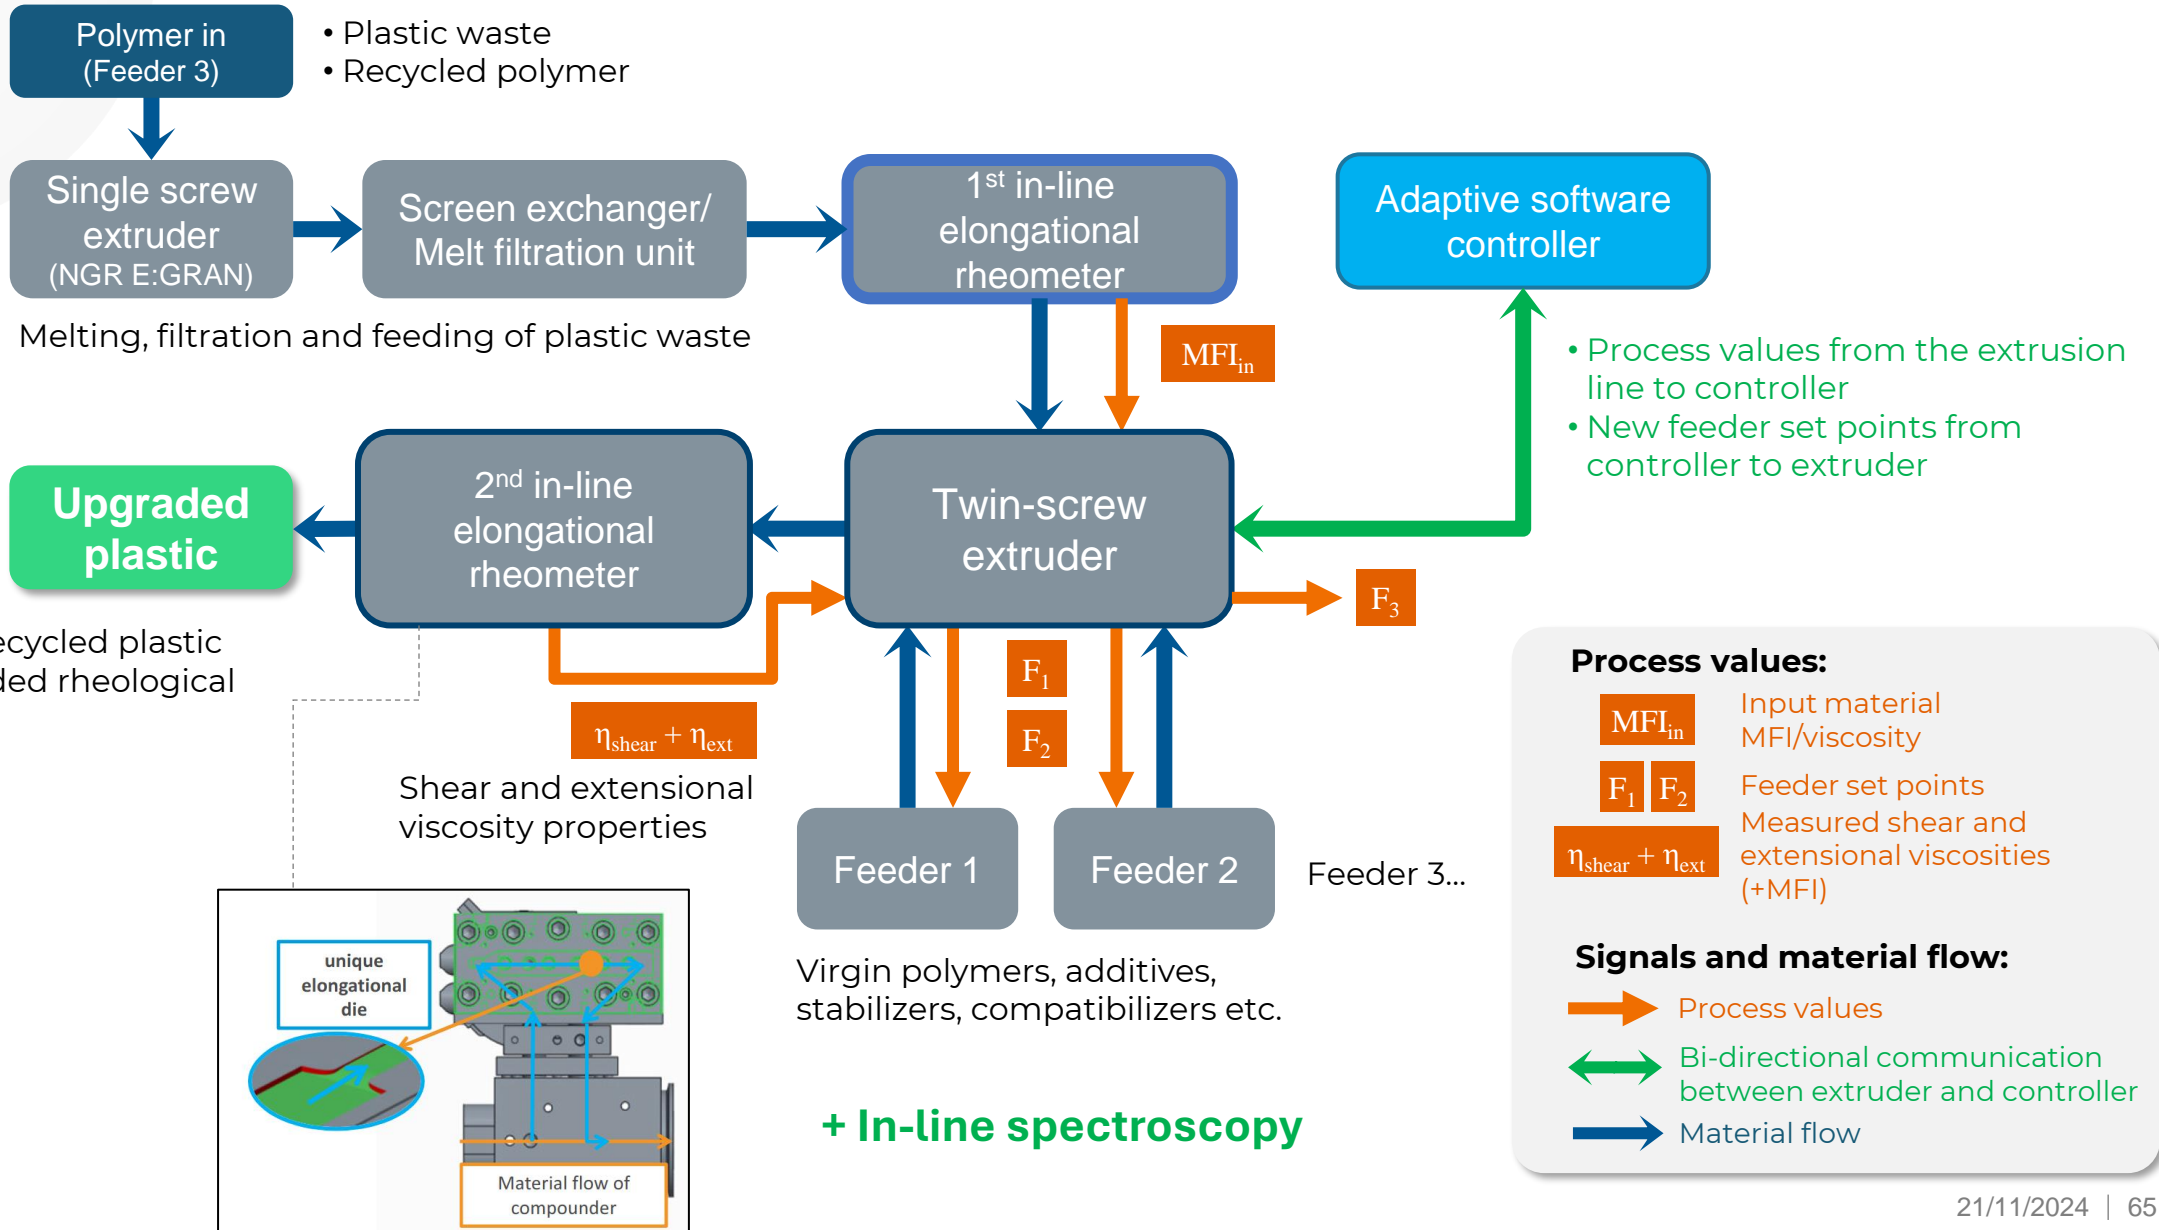 Polymer in
(Feeder 3)
• Plastic waste
• Recycled polymer
Single screw
extruder
(NGR E:GRAN)
Screen exchanger/
Melt filtration unit
1st in-line
elongational
rheometer
Adaptive software
controller
Melting, filtration and feeding of plastic waste
MFIin
• Process values from the extrusion
line to controller
• New feeder set points from
controller to extruder
Upgraded
plastic
2nd in-line
elongational
rheometer
Twin-screw
extruder
F3
ecycled plastic
ded rheological
ηshear + ηext
Shear and extensional
viscosity properties
F1
F2
Feeder 1
Feeder 2
Feeder 3...
Virgin polymers, additives,
stabilizers, compatibilizers etc.
+ In-line spectroscopy
unique
elongational
die
Material flow of
compounder
Process values:
MFIin
Input material
MFI/viscosity
F1 F2
Feeder set points
ηshear + ηext
Measured shear and
extensional viscosities
(+MFI)
Signals and material flow:
Process values
Bi-directional communication
between extruder and controller
Material flow
21/11/2024 | 65